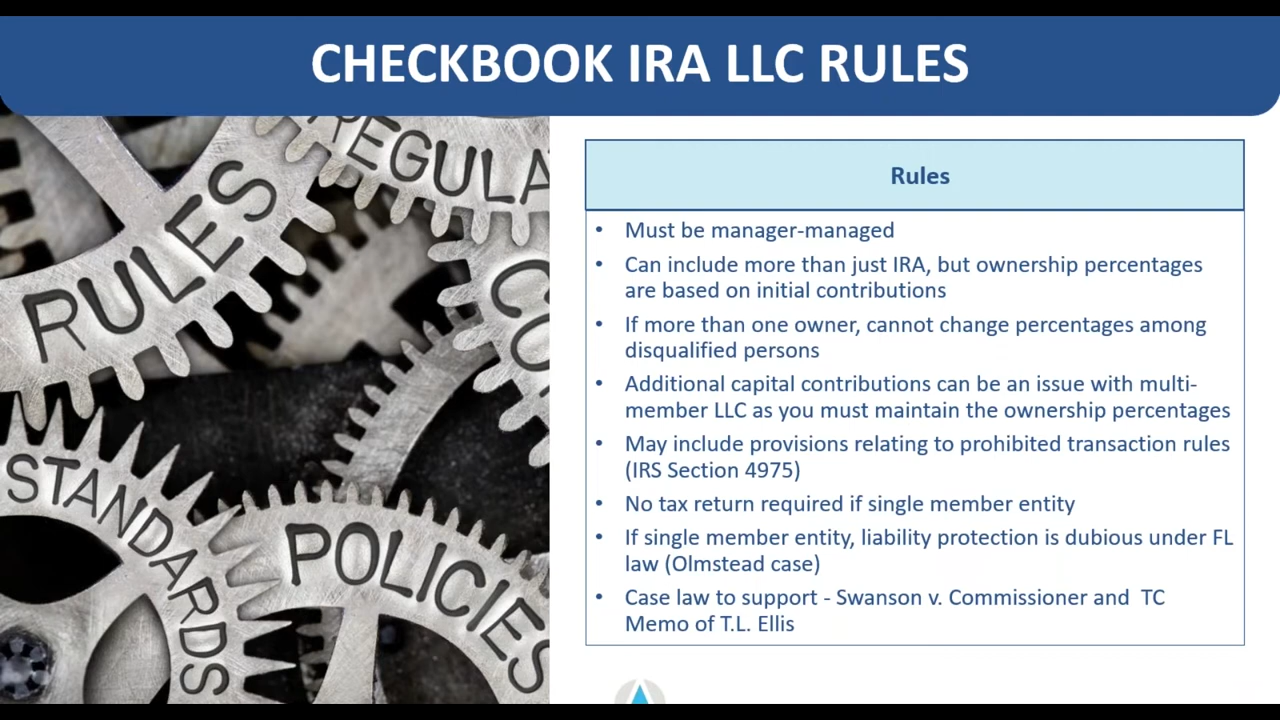 CHECKBOOK IRA LLC RULES
REGULA
RULES
CO
STANDARDS
POLICIES
Rules
• Must be manager-managed
• Can include more than just IRA, but ownership percentages
are based on initial contributions
• If more than one owner, cannot change percentages among
disqualified persons
• Additional capital contributions can be an issue with multi-
member LLC as you must maintain the ownership percentages
• May include provisions relating to prohibited transaction rules
(IRS Section 4975)
• No tax return required if single member entity
• If single member entity, liability protection is dubious under FL
law (Olmstead case)
• Case law to support - Swanson v. Commissioner and TC
Memo of T.L. Ellis